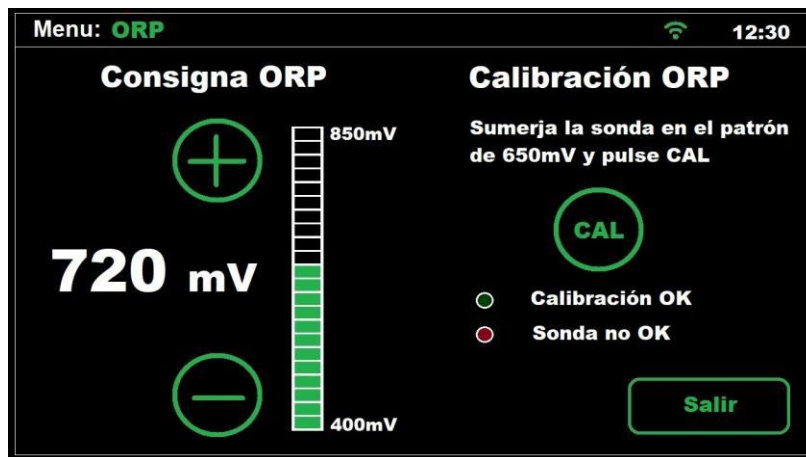 Menu: ORP
12:30
Consigna ORP
850mV
720 mV
400mV
Calibración ORP
Sumerja la sonda en el patrón
de 650mV y pulse CAL
CAL
Calibración OK
Sonda no OK
Salir